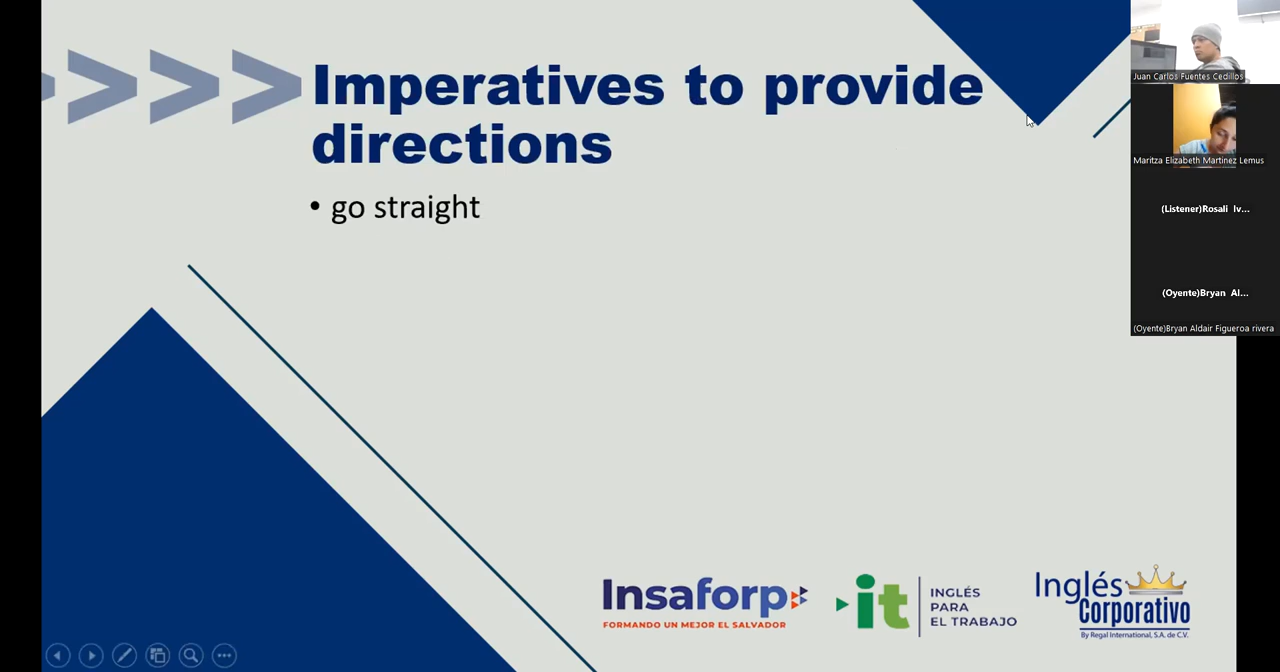 Imperatives to provide
directions
• go straight
Insaforp
FORMANDO UN MEJOR EL SALVADOR
it
INGLÉS
PARA
EL TRABAJO
Inglés
Corporativo
By Regal International, S.A. de C.V.
Juan Carlos Fuentes Cedillos
Maritza Elizabeth Martinez Lemus
(Listener)Rosali Iv...
(Oyente)Bryan Al...
(Oyente)Bryan Aldair Figueroa rivera